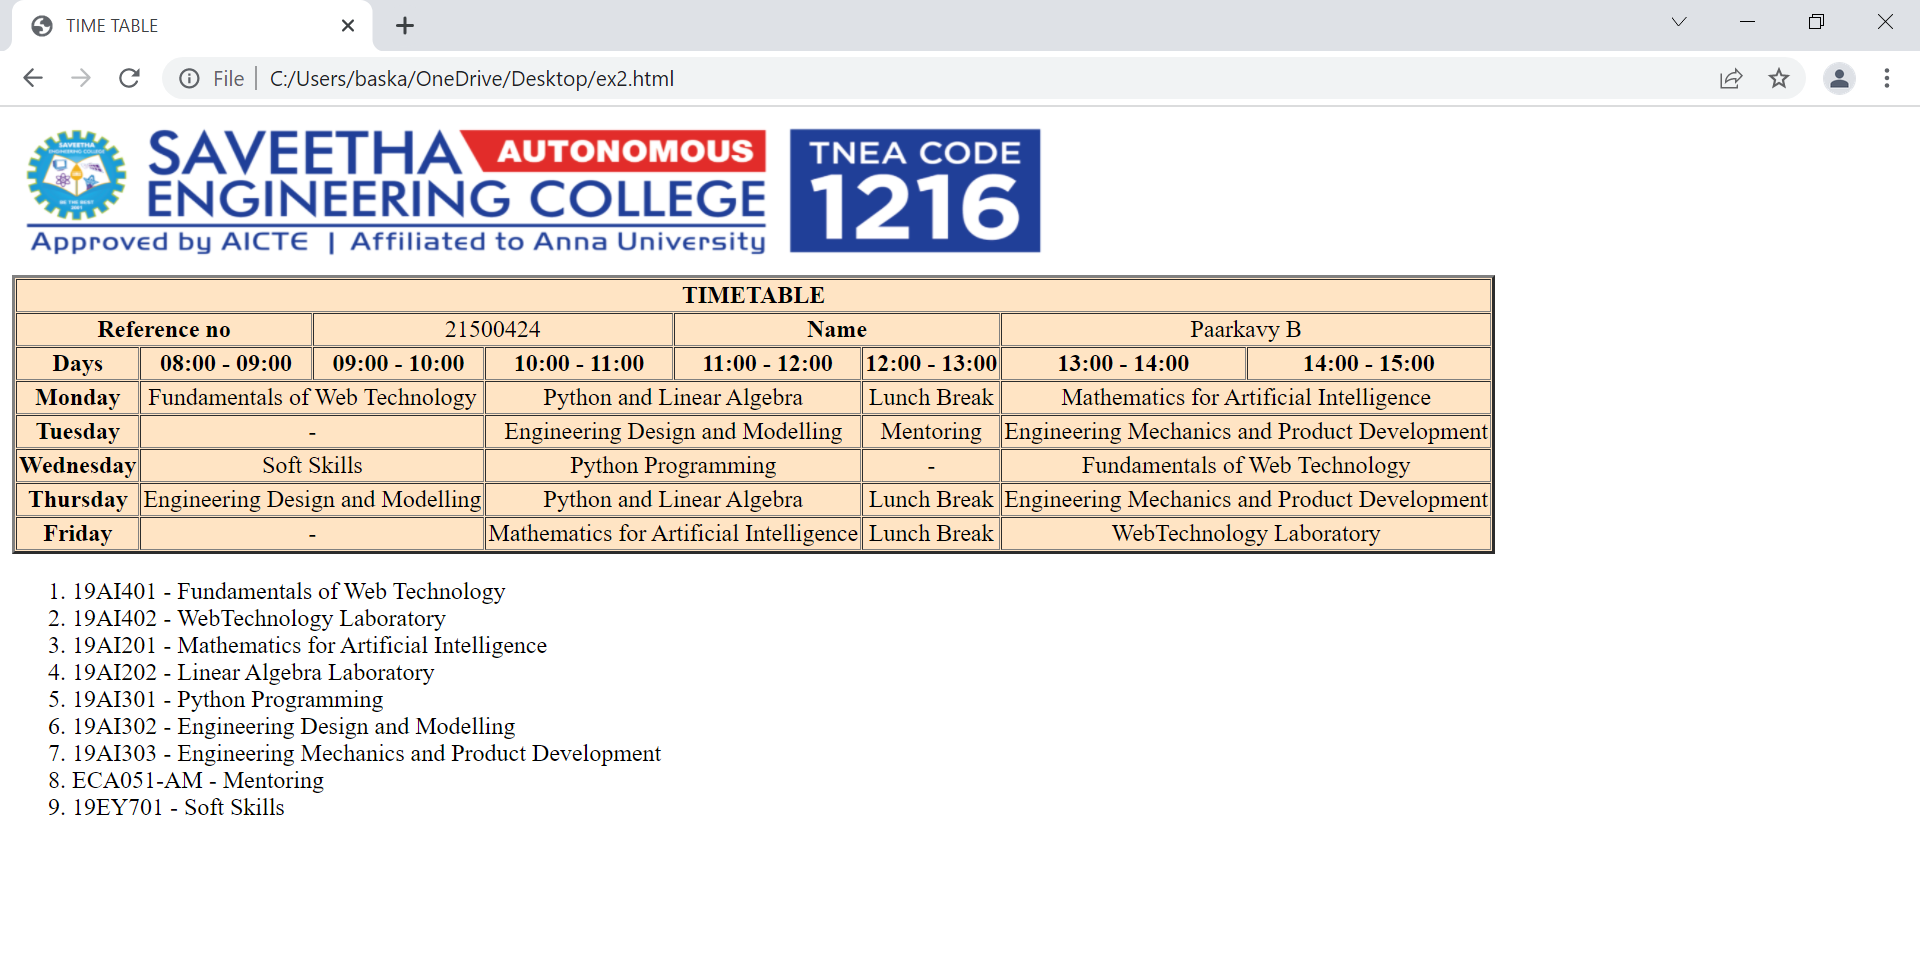 TIME TABLE
File C:/Users/baska/OneDrive/Desktop/ex2.html
SAVEETHA
ENGINEERING COLLEGE
BE THE BEST
2001
SAVEETHA AUTONOMOUS
ENGINEERING COLLEGE
Approved by AICTE | Affiliated to Anna University
TNEA CODE
1216
TIMETABLE
Reference no 21500424 Name Paarkavy B
Days 08:00 - 09:00 09:00 - 10:00 10:00 - 11:00 11:00 - 12:00 12:00 - 13:00 13:00 - 14:00 14:00 - 15:00
Monday Fundamentals of Web Technology Python and Linear Algebra Lunch Break Mathematics for Artificial Intelligence
Tuesday - Engineering Design and Modelling Mentoring Engineering Mechanics and Product Development
Wednesday Soft Skills Python Programming - Fundamentals of Web Technology
Thursday Engineering Design and Modelling Python and Linear Algebra Lunch Break Engineering Mechanics and Product Development
Friday - Mathematics for Artificial Intelligence Lunch Break WebTechnology Laboratory
1. 19AI401 - Fundamentals of Web Technology
2. 19AI402 - WebTechnology Laboratory
3. 19AI201 - Mathematics for Artificial Intelligence
4. 19AI202 - Linear Algebra Laboratory
5. 19AI301 - Python Programming
6. 19AI302 - Engineering Design and Modelling
7. 19AI303 - Engineering Mechanics and Product Development
8. ECA051-AM - Mentoring
9. 19EY701 - Soft Skills